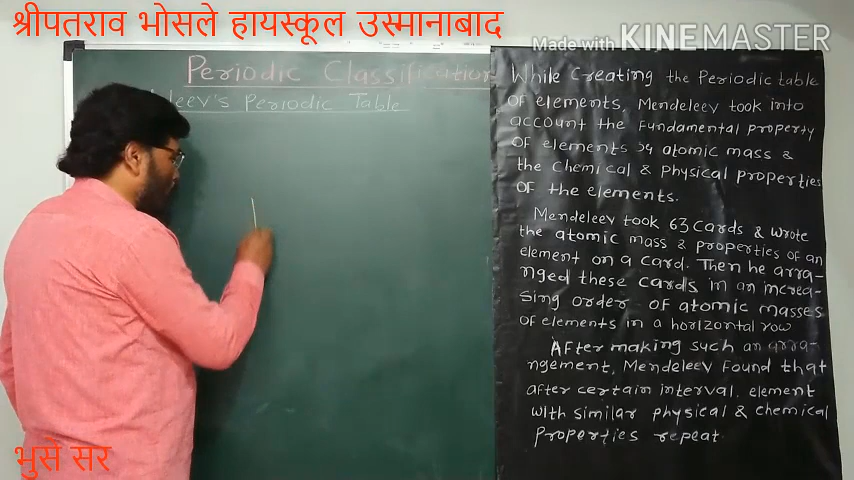 श्रीपतराव भोसले हायस्कूल उस्मानाबाद
Made with KINEMASTER
Periodic Classification
deleev's Periodic Table
While Creating the Periodic table
of elements, Mendeleev took into
account the Fundamental property
of elements atomic mass &
the Chemical & Physical properties
of the elements.
Mendeleev took 63 cards & wrote
the atomic mass & properties of an
element on a card. Then he arra-
nged these cards in an increa-
sing order of atomic masses
of elements in a horizontal row
After making such an arra-
ngement, Mendeleev found that
after certain interval, element
with similar physical & chemical
Properties repeat.
भुसे सर